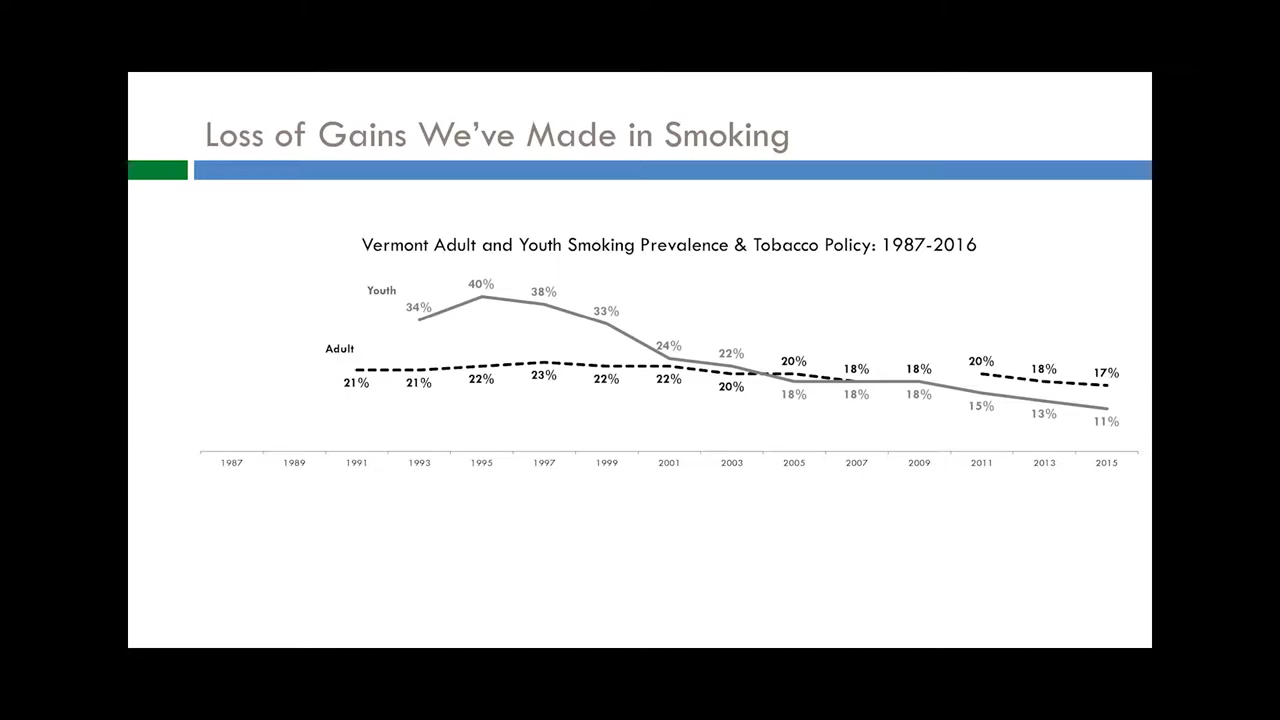 Loss of Gains We've Made in Smoking
Vermont Adult and Youth Smoking Prevalence & Tobacco Policy: 1987-2016
Youth
34% 40% 38% 33% 24% 22% 18% 18% 18% 15% 13% 11%
Adult
21% 21% 22% 23% 22% 22% 20% 20% 18% 18% 20% 18% 17%
1987 1989 1991 1993 1995 1997 1999 2001 2003 2005 2007 2009 2011 2013 2015